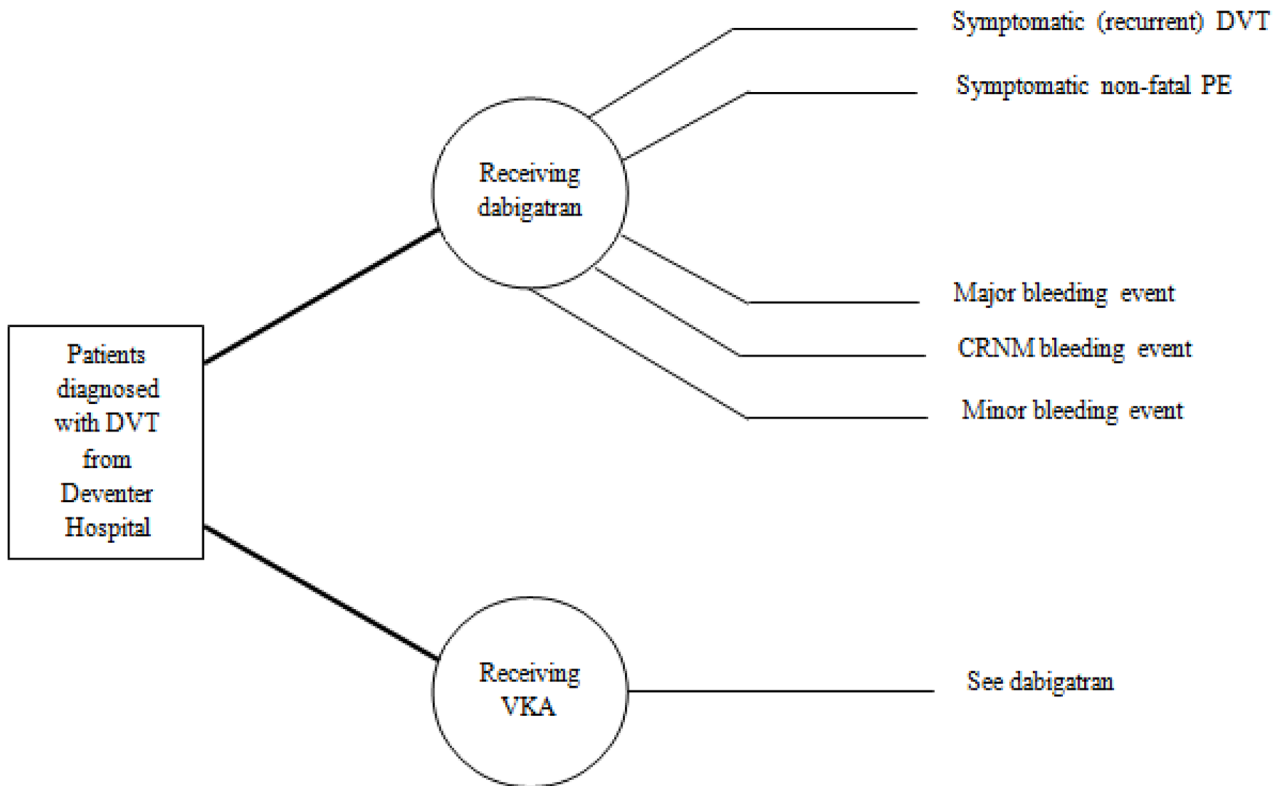 Symptomatic (recurrent) DVT
Symptomatic non-fatal PE
Receiving
dabigatran
Major bleeding event
CRNM bleeding event
Minor bleeding event
Patients
diagnosed
with DVT
from
Deventer
Hospital
Receiving
VKA
See dabigatran